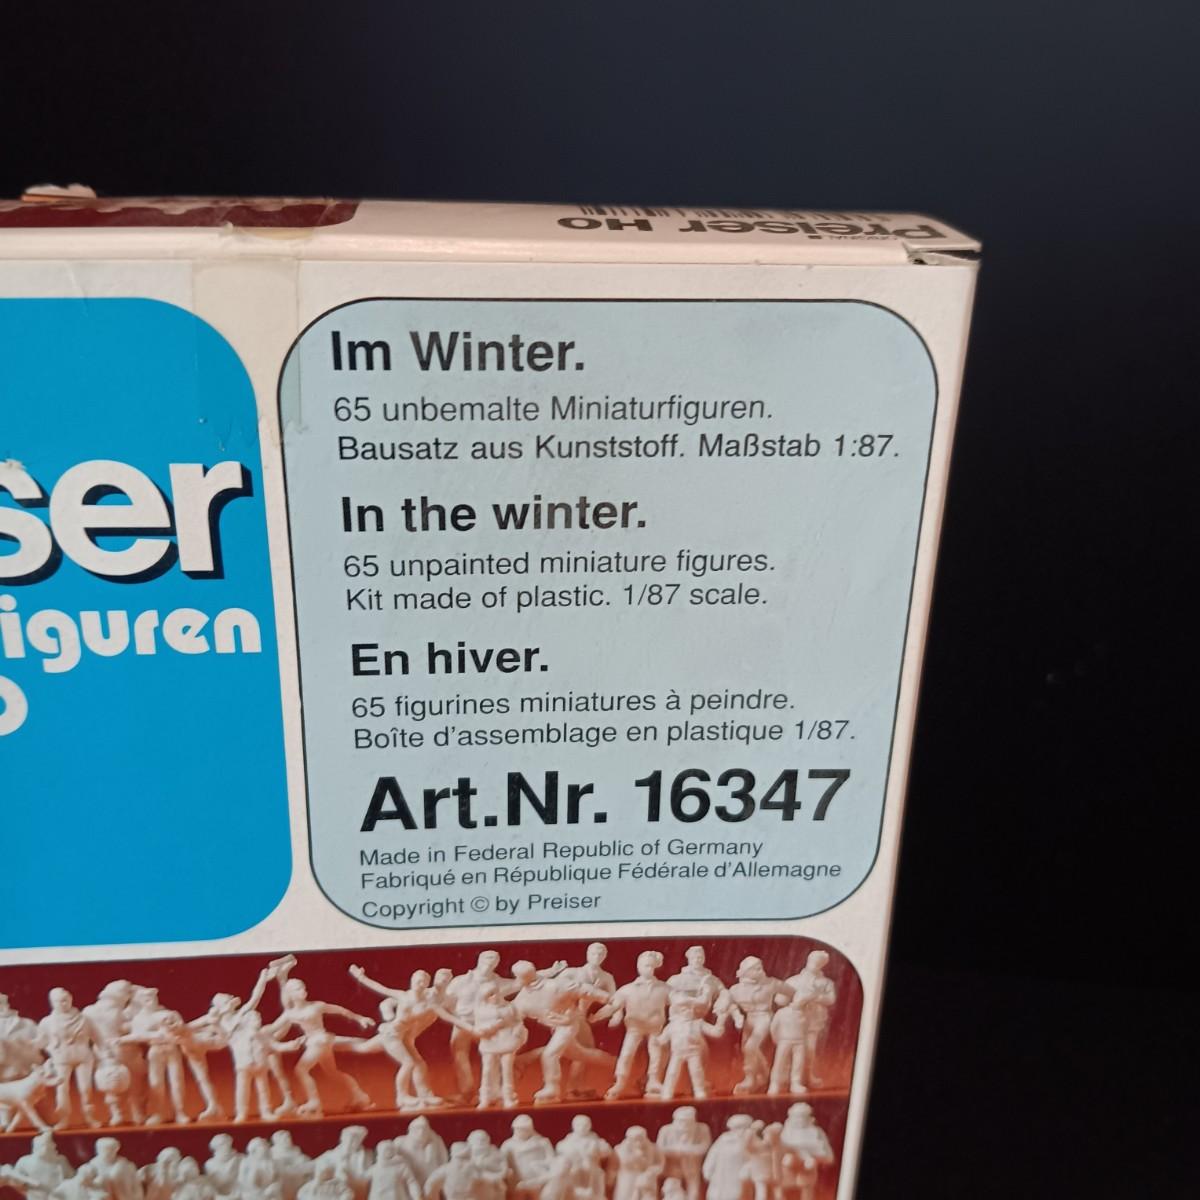 Preiser HO
Im Winter.
65 unbemalte Miniaturfiguren.
Bausatz aus Kunststoff. Maßstab 1:87.
In the winter.
65 unpainted miniature figures.
Kit made of plastic. 1/87 scale.
En hiver.
65 figurines miniatures à peindre.
Boîte d'assemblage en plastique 1/87.
Art.Nr. 16347
Made in Federal Republic of Germany
Fabriqué en République Fédérale d'Allemagne
Copyright © by Preiser
ser
iguren